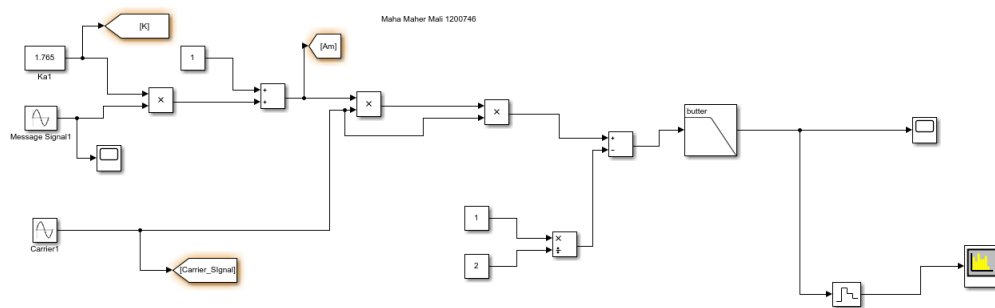 Maha Maher Mali 1200746
[K]
1.765
Ka1
1
+
+
[Am]
×
×
×
Message Signal1
butter
+
−
Carrier1
[Carrier_SIgnal]
1
2
×
÷